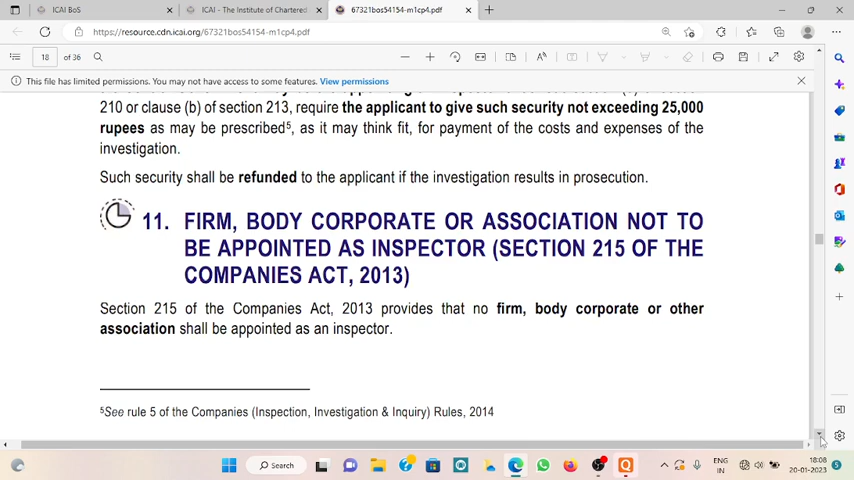 ICAI BoS
ICAI - The Institute of Chartered
67321bos54154-m1cp4.pdf
https://resource.cdn.icai.org/67321bos54154-m1cp4.pdf
18 of 36
This file has limited permissions. You may not have access to some features. View permissions
210 or clause (b) of section 213, require the applicant to give such security not exceeding 25,000
rupees as may be prescribed⁵, as it may think fit, for payment of the costs and expenses of the
investigation.
Such security shall be refunded to the applicant if the investigation results in prosecution.
11. FIRM, BODY CORPORATE OR ASSOCIATION NOT TO
BE APPOINTED AS INSPECTOR (SECTION 215 OF THE
COMPANIES ACT, 2013)
Section 215 of the Companies Act, 2013 provides that no firm, body corporate or other
association shall be appointed as an inspector.
⁵See rule 5 of the Companies (Inspection, Investigation & Inquiry) Rules, 2014
Search
ENG
IN
18:08
20-01-2023
5